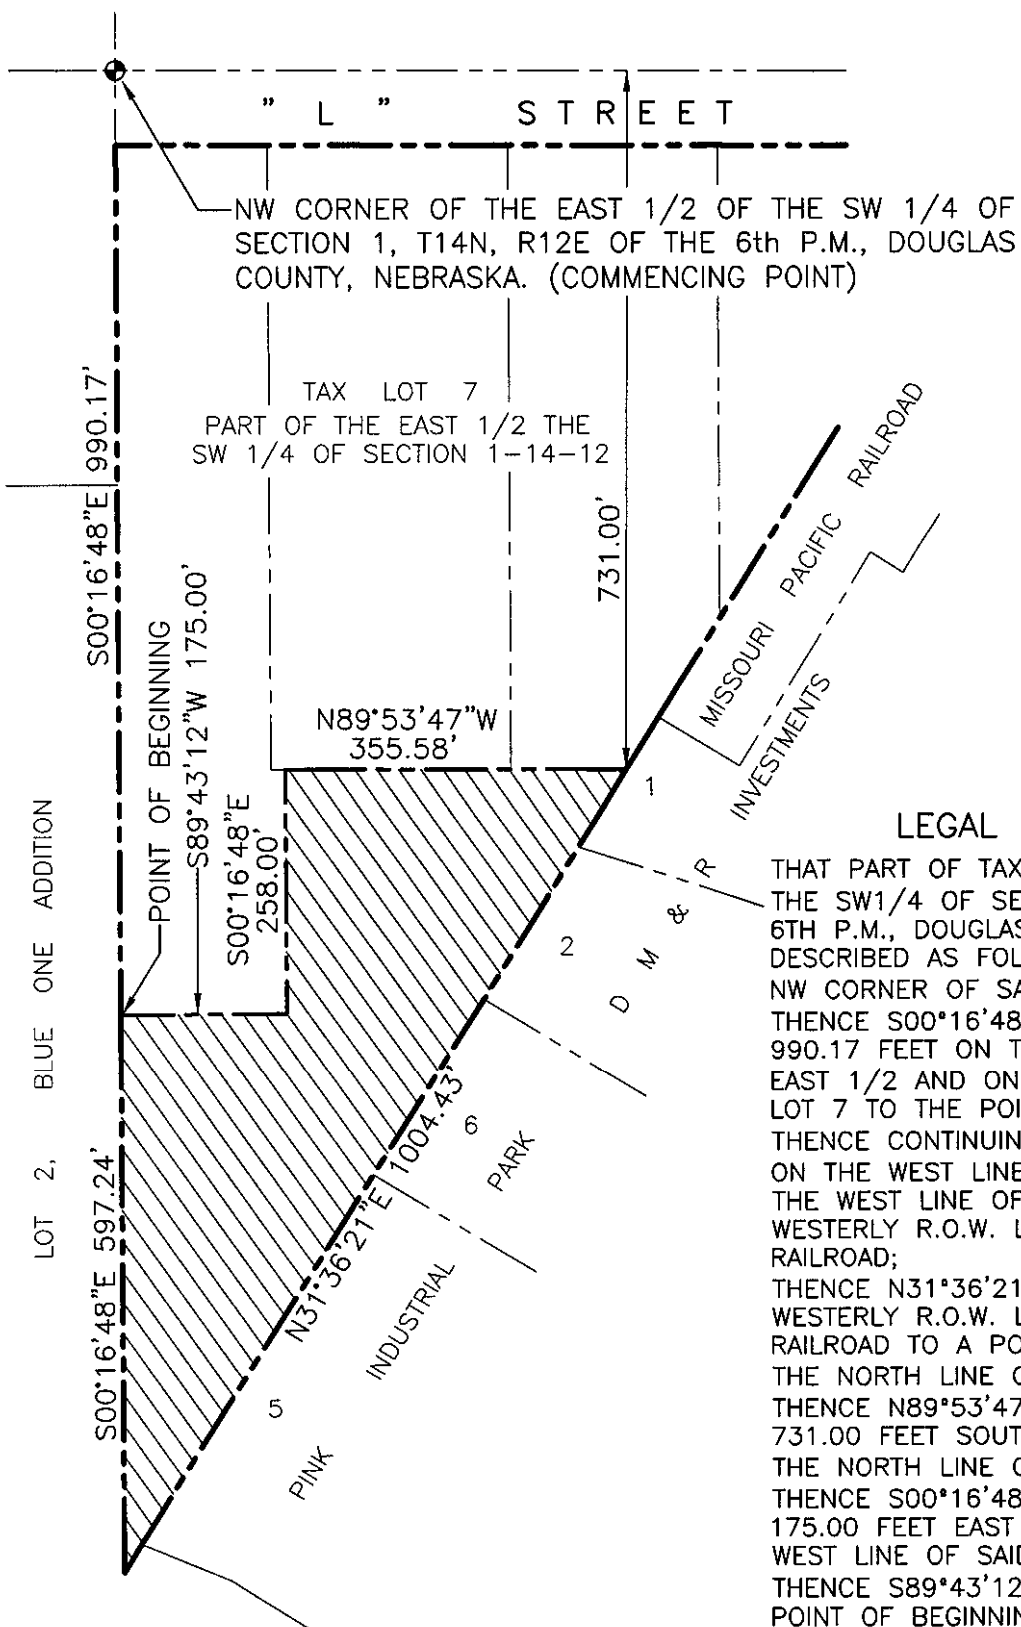 " L " STREET
NW CORNER OF THE EAST 1/2 OF THE SW 1/4 OF
SECTION 1, T14N, R12E OF THE 6th P.M., DOUGLAS
COUNTY, NEBRASKA. (COMMENCING POINT)
S00°16'48"E 990.17'
TAX LOT 7
PART OF THE EAST 1/2 THE
SW 1/4 OF SECTION 1-14-12
731.00'
MISSOURI PACIFIC RAILROAD
POINT OF BEGINNING
S89°43'12"W 175.00'
N89°53'47"W
355.58'
S00°16'48"E
258.00'
LOT 2, BLUE ONE ADDITION
S00°16'48"E 597.24'
N31°36'21"E 1004.43'
1
2
6
5
D M & R INVESTMENTS
PINK INDUSTRIAL PARK
LEGAL
THAT PART OF TAX
THE SW1/4 OF SE
6TH P.M., DOUGLAS
DESCRIBED AS FOL
NW CORNER OF SA
THENCE S00°16'48
990.17 FEET ON T
EAST 1/2 AND ON
LOT 7 TO THE POI
THENCE CONTINUIN
ON THE WEST LINE
THE WEST LINE OF
WESTERLY R.O.W. L
RAILROAD;
THENCE N31°36'21
WESTERLY R.O.W. L
RAILROAD TO A PO
THE NORTH LINE O
THENCE N89°53'47
731.00 FEET SOUT
THE NORTH LINE O
THENCE S00°16'48
175.00 FEET EAST
WEST LINE OF SAID
THENCE S89°43'12
POINT OF BEGINNIN